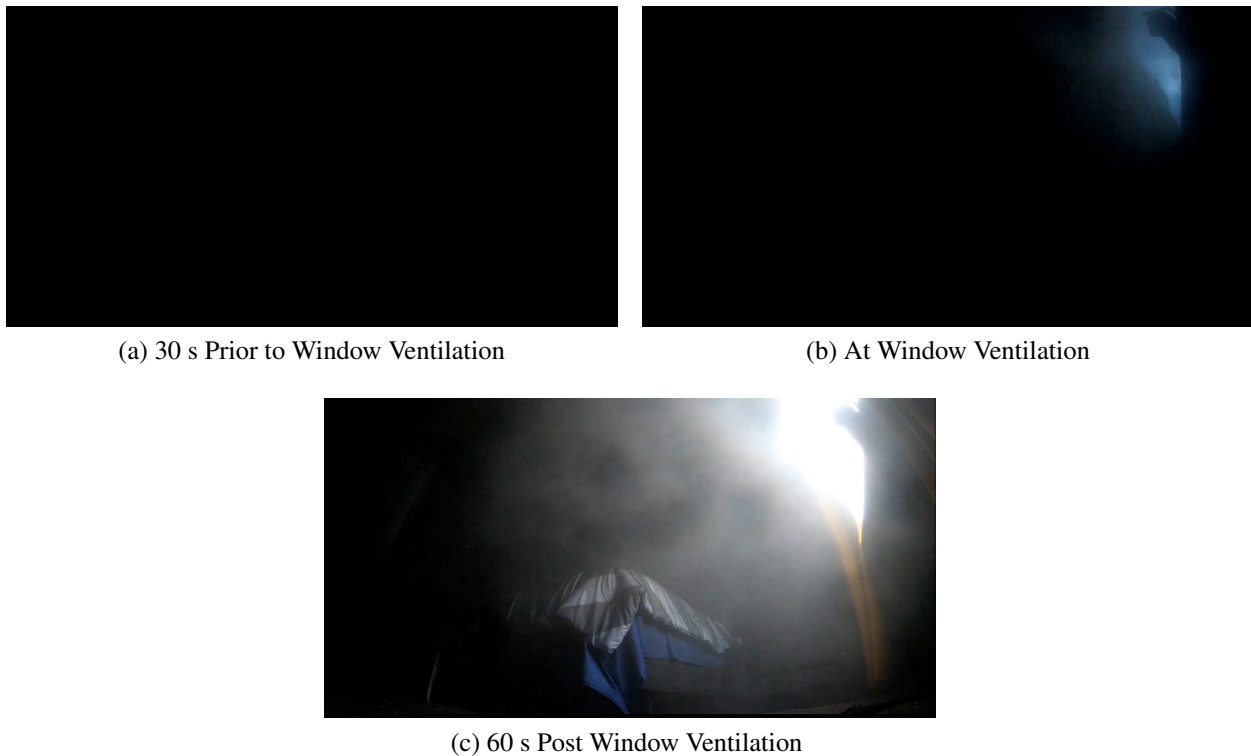 (a) 30 s Prior to Window Ventilation
(b) At Window Ventilation
(c) 60 s Post Window Ventilation